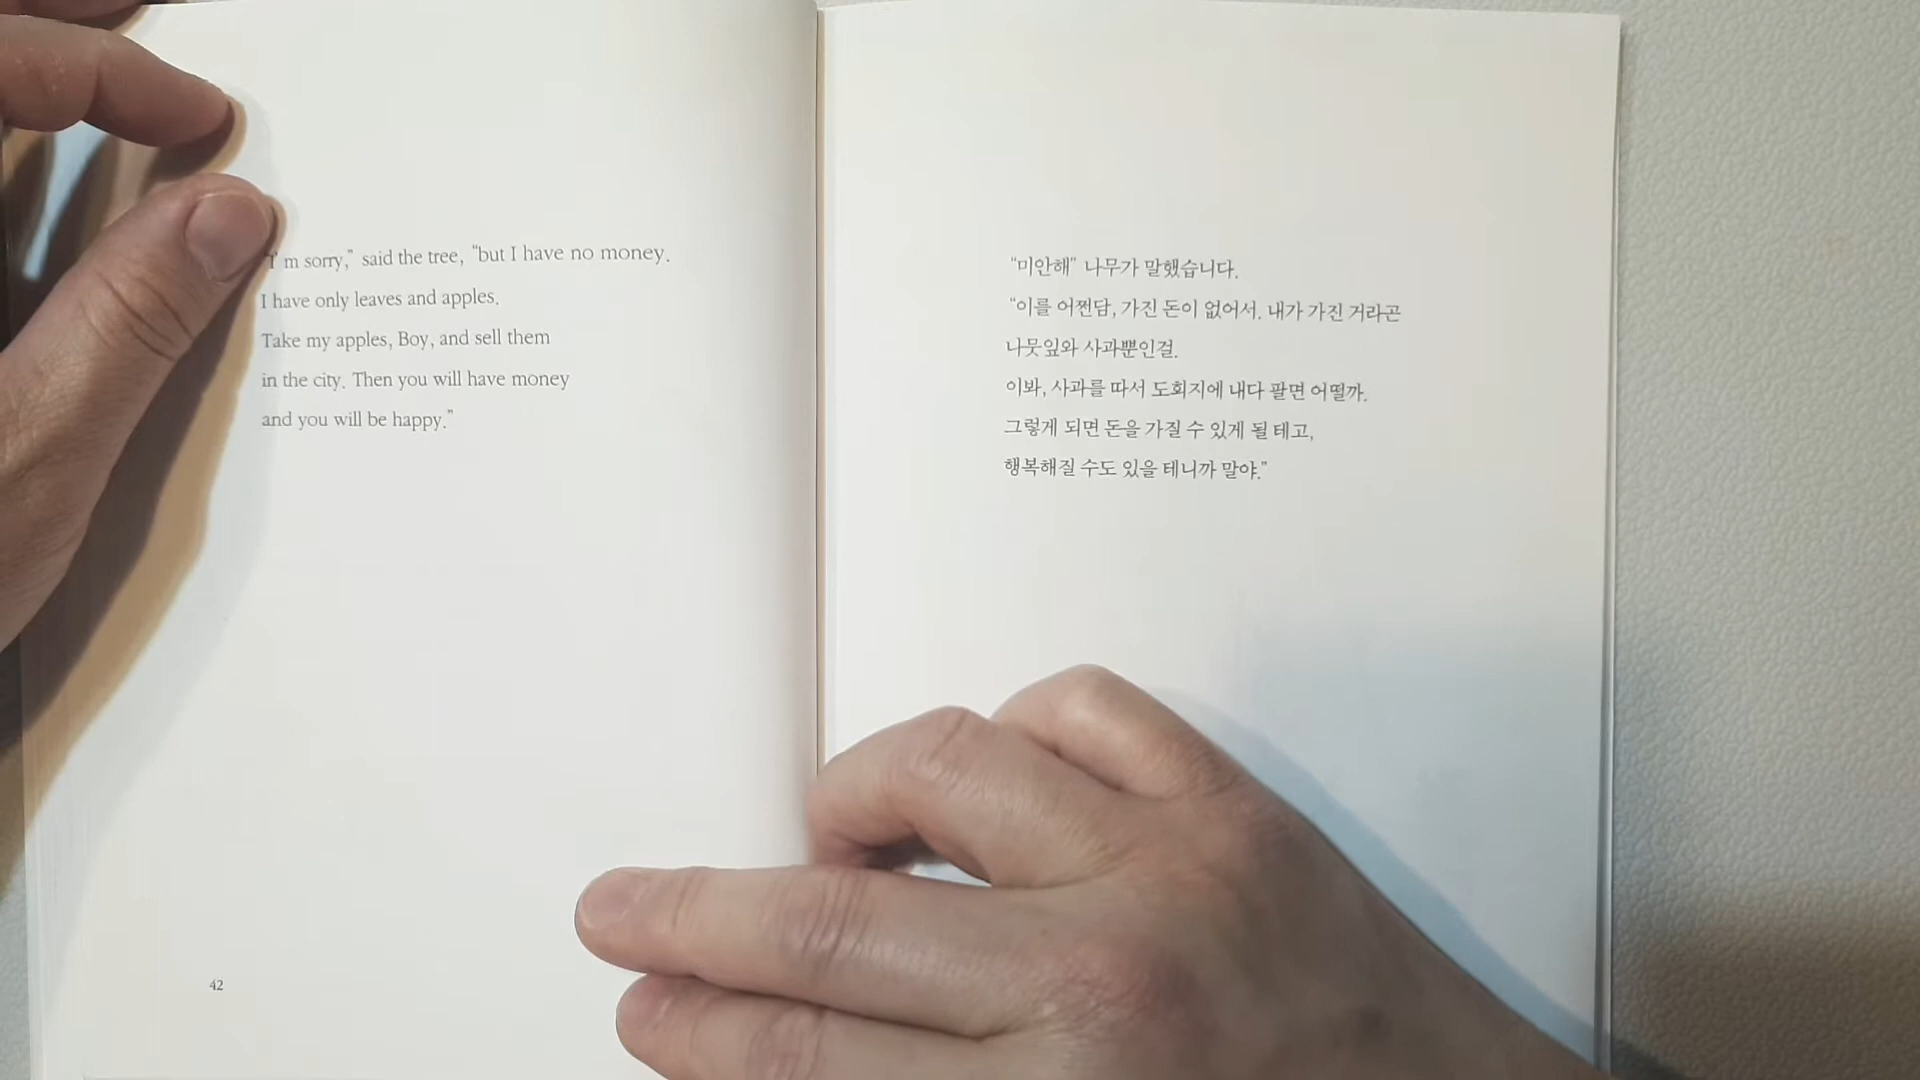 "I' m sorry," said the tree, "but I have no money.
I have only leaves and apples.
Take my apples, Boy, and sell them
in the city. Then you will have money
and you will be happy."
42
"미안해" 나무가 말했습니다.
"이를 어쩐담, 가진 돈이 없어서. 내가 가진 거라곤
나뭇잎와 사과뿐인걸.
이봐, 사과를 따서 도회지에 내다 팔면 어떨까.
그렇게 되면 돈을 가질 수 있게 될 테고,
행복해질 수도 있을 테니까 말야."